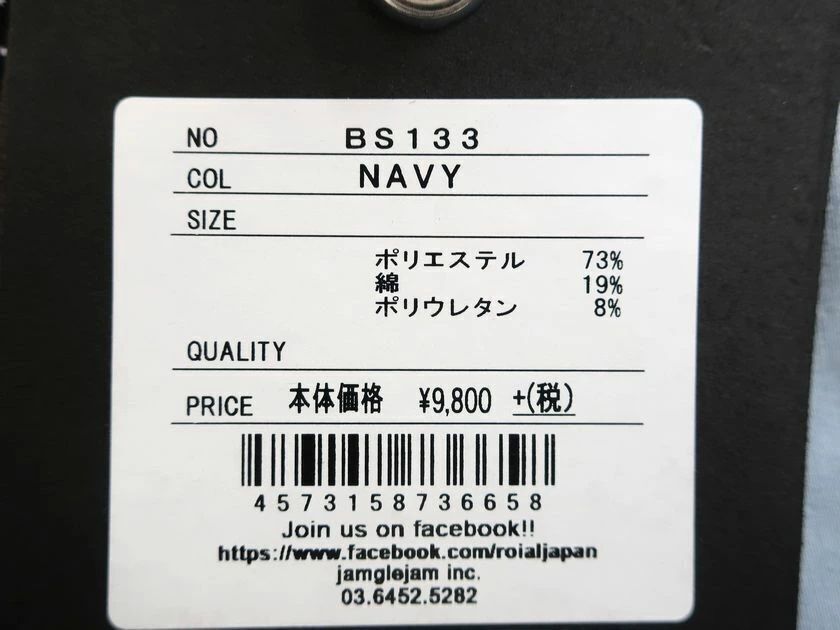 NO BS133
COL NAVY
SIZE
ポリエステル 73%
綿 19%
ポリウレタン 8%
QUALITY
PRICE 本体価格 ¥9,800 +(税)
4573158736658
Join us on facebook!!
https://www.facebook.com/roialjapan
jamglejam inc.
03.6452.5282